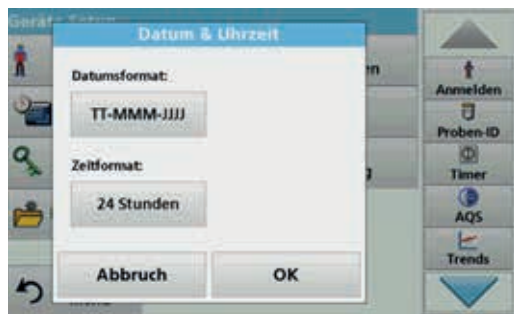 Datum & Uhrzeit
Datumsformat:
TT-MMM-JJJJ
Zeitformat:
24 Stunden
Abbruch
OK
Anmelden
Proben-ID
Timer
AQS
Trends